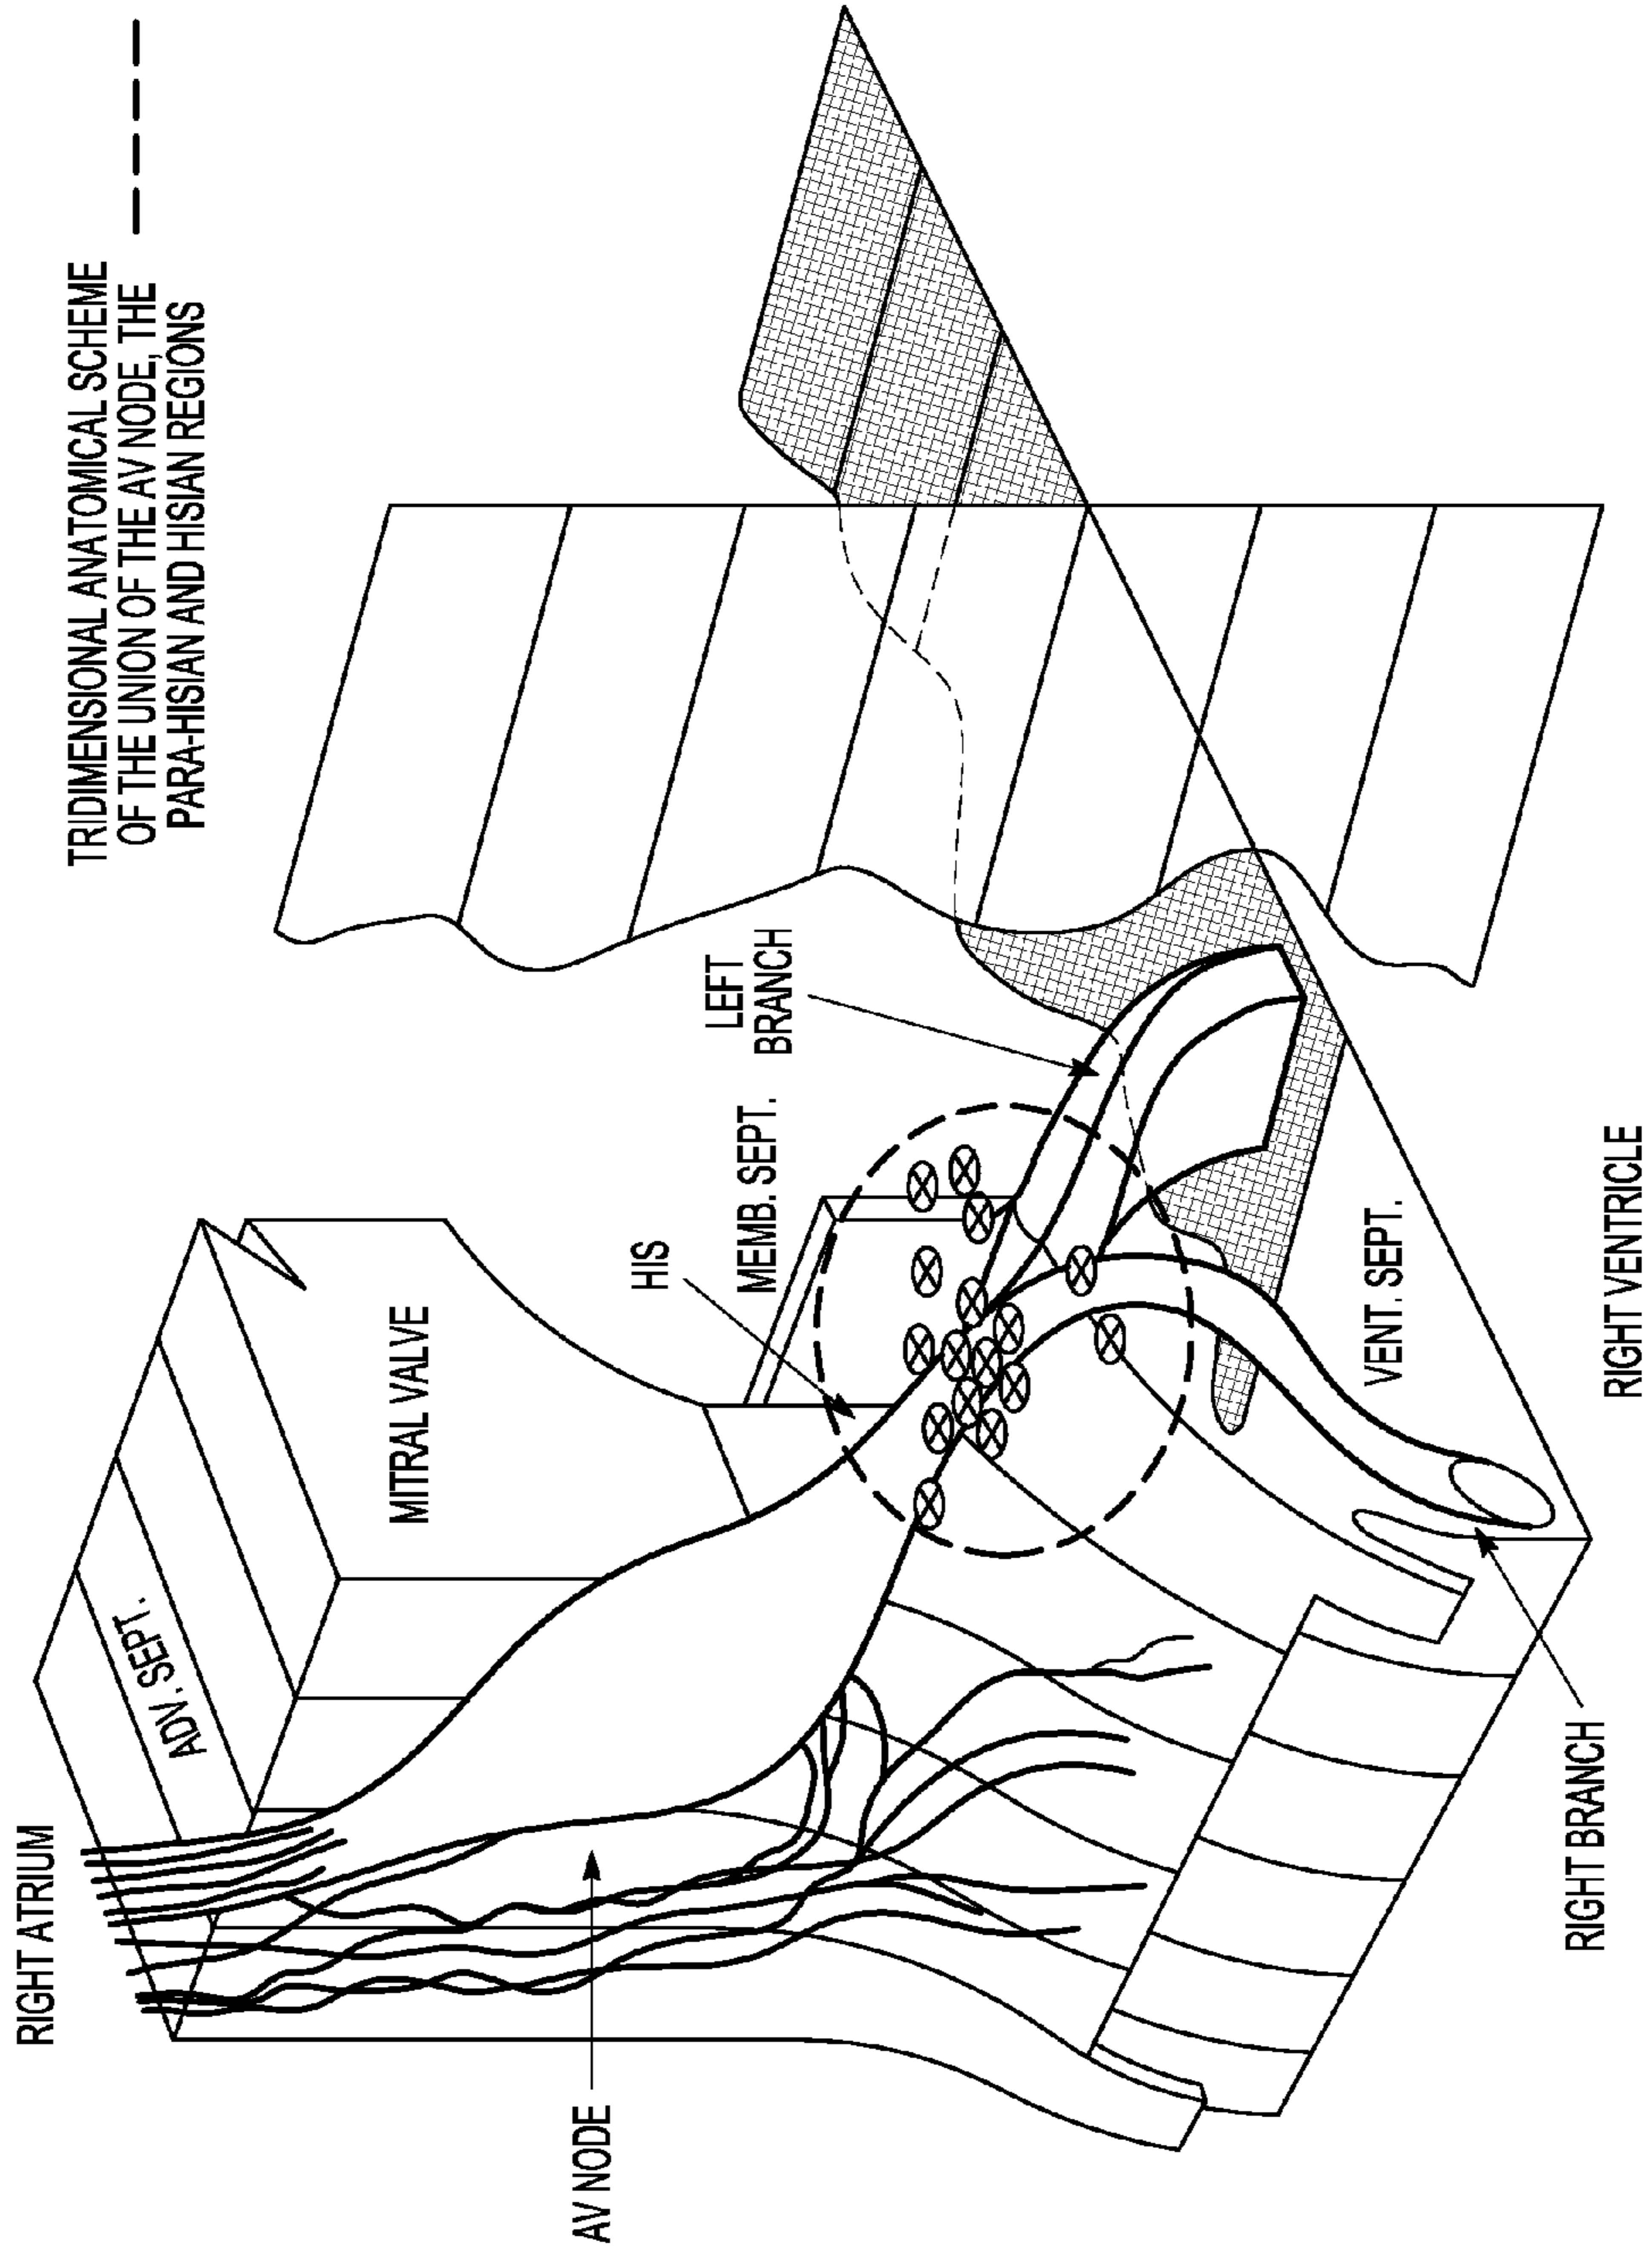 TRIDIMENSIONAL ANATOMICAL SCHEME
OF THE UNION OF THE AV NODE, THE
PARA-HISIAN AND HISIAN REGIONS
RIGHT ATRIUM
ADV. SEPT.
MITRAL VALVE
HIS
MEMB. SEPT.
LEFT
BRANCH
AV NODE
VENT. SEPT.
RIGHT BRANCH
RIGHT VENTRICLE